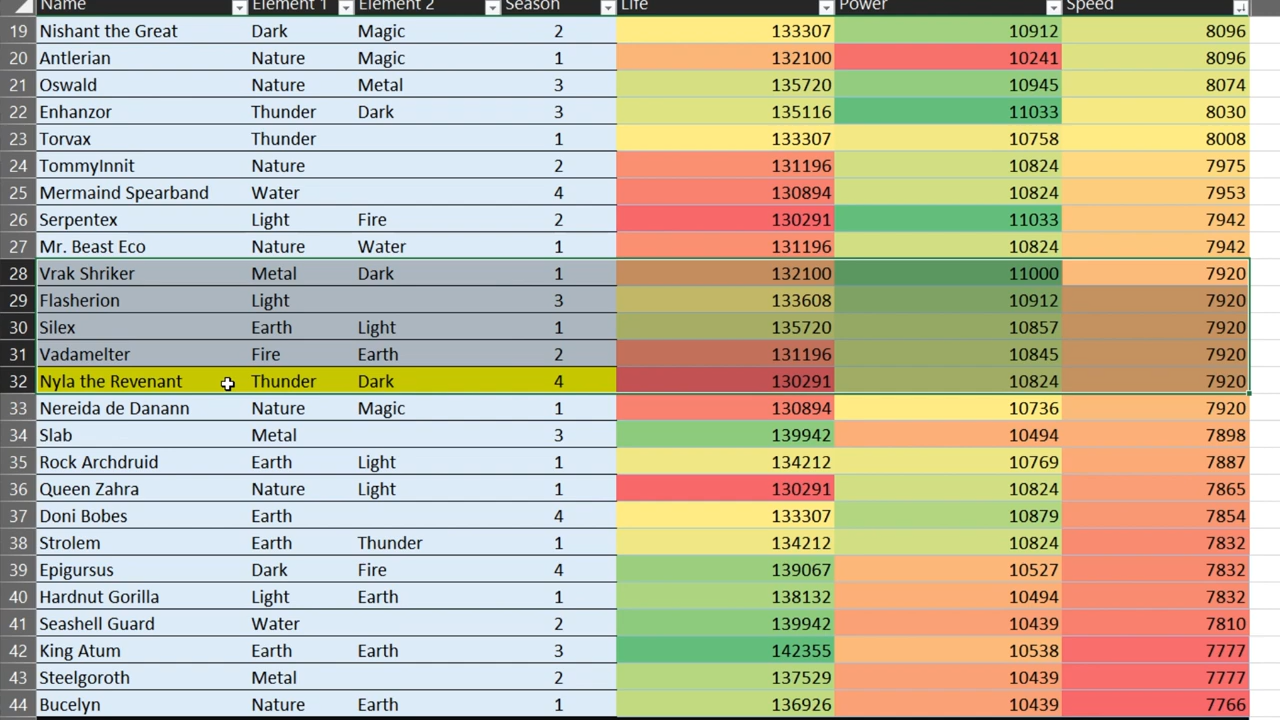 Name Element 1 Element 2 Season Life Power Speed
19 Nishant the Great Dark Magic 2 133307 10912 8096
20 Antlerian Nature Magic 1 132100 10241 8096
21 Oswald Nature Metal 3 135720 10945 8074
22 Enhanzor Thunder Dark 3 135116 11033 8030
23 Torvax Thunder 1 133307 10758 8008
24 TommyInnit Nature 2 131196 10824 7975
25 Mermaind Spearband Water 4 130894 10824 7953
26 Serpentex Light Fire 2 130291 11033 7942
27 Mr. Beast Eco Nature Water 1 131196 10824 7942
28 Vrak Shriker Metal Dark 1 132100 11000 7920
29 Flasherion Light 3 133608 10912 7920
30 Silex Earth Light 1 135720 10857 7920
31 Vadamelter Fire Earth 2 131196 10845 7920
32 Nyla the Revenant Thunder Dark 4 130291 10824 7920
33 Nereida de Danann Nature Magic 1 130894 10736 7920
34 Slab Metal 3 139942 10494 7898
35 Rock Archdruid Earth Light 1 134212 10769 7887
36 Queen Zahra Nature Light 1 130291 10824 7865
37 Doni Bobes Earth 4 133307 10879 7854
38 Strolem Earth Thunder 1 134212 10824 7832
39 Epigursus Dark Fire 4 139067 10527 7832
40 Hardnut Gorilla Light Earth 1 138132 10494 7832
41 Seashell Guard Water 2 139942 10439 7810
42 King Atum Earth Earth 3 142355 10538 7777
43 Steelgoroth Metal 2 137529 10439 7777
44 Bucelyn Nature Earth 1 136926 10439 7766